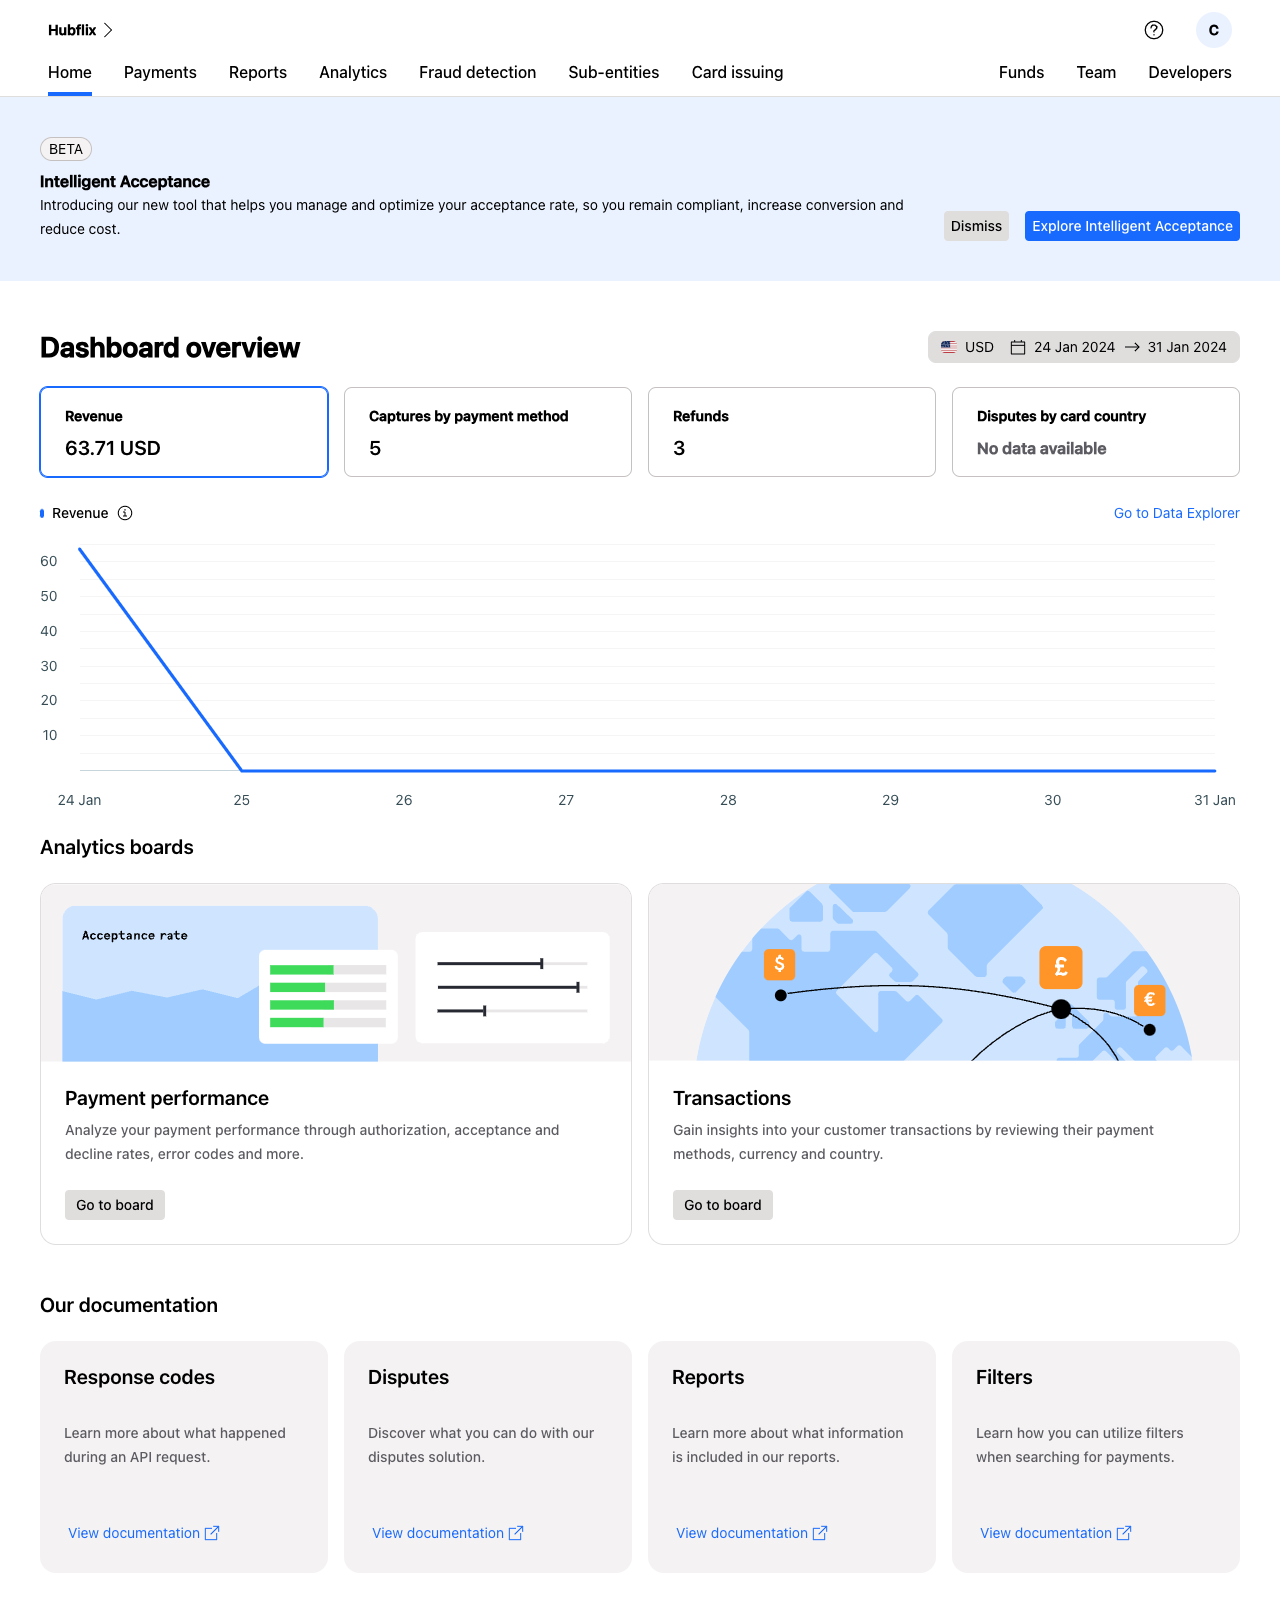 Hubflix
C
Home Payments Reports Analytics Fraud detection Sub-entities Card issuing Funds Team Developers
BETA
Intelligent Acceptance
Introducing our new tool that helps you manage and optimize your acceptance rate, so you remain compliant, increase conversion and
reduce cost.
Dismiss Explore Intelligent Acceptance
Dashboard overview
USD 24 Jan 2024 → 31 Jan 2024
Revenue
63.71 USD
Captures by payment method
5
Refunds
3
Disputes by card country
No data available
Revenue
Go to Data Explorer
60
50
40
30
20
10
24 Jan 25 26 27 28 29 30 31 Jan
Analytics boards
Acceptance rate
$ £ €
Payment performance
Analyze your payment performance through authorization, acceptance and
decline rates, error codes and more.
Go to board
Transactions
Gain insights into your customer transactions by reviewing their payment
methods, currency and country.
Go to board
Our documentation
Response codes
Learn more about what happened
during an API request.
View documentation
Disputes
Discover what you can do with our
disputes solution.
View documentation
Reports
Learn more about what information
is included in our reports.
View documentation
Filters
Learn how you can utilize filters
when searching for payments.
View documentation